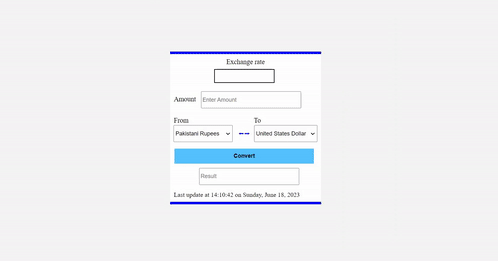 Exchange rate
Amount Enter Amount
From To
Pakistani Rupees United States Dollar
Convert
Result
Last update at 14:10:42 on Sunday, June 18, 2023